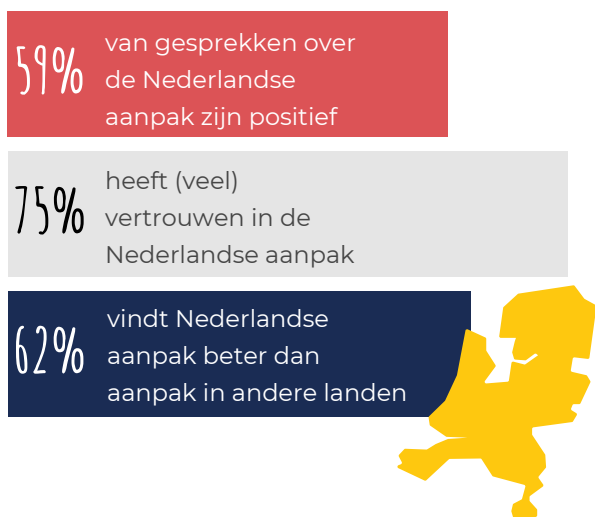 59%
van gesprekken over
de Nederlandse
aanpak zijn positief
75%
heeft (veel)
vertrouwen in de
Nederlandse aanpak
62%
vindt Nederlandse
aanpak beter dan
aanpak in andere landen